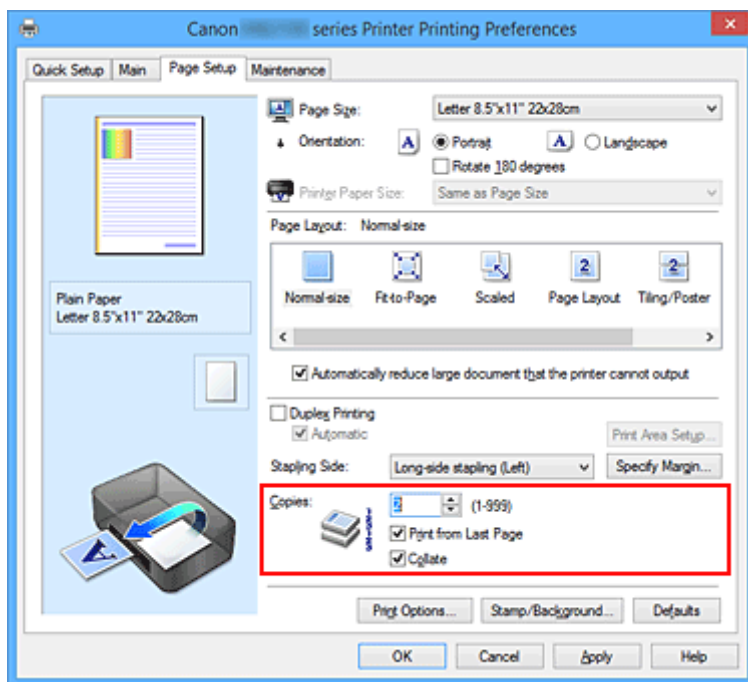 Canon series Printer Printing Preferences
Quick Setup Main Page Setup Maintenance
Page Size: Letter 8.5"x11" 22x28cm
Orientation: A Portrait A Landscape
Rotate 180 degrees
Printer Paper Size: Same as Page Size
Page Layout: Normal-size
Normal-size Fit-to-Page Scaled Page Layout Tiling/Poster
Plain Paper
Letter 8.5"x11" 22x28cm
Automatically reduce large document that the printer cannot output
Duplex Printing
Automatic
Print Area Setup...
Stapling Side: Long-side stapling (Left) Specify Margin...
Copies: 2 (1-999)
Print from Last Page
Collate
Print Options... Stamp/Background... Defaults
OK Cancel Apply Help